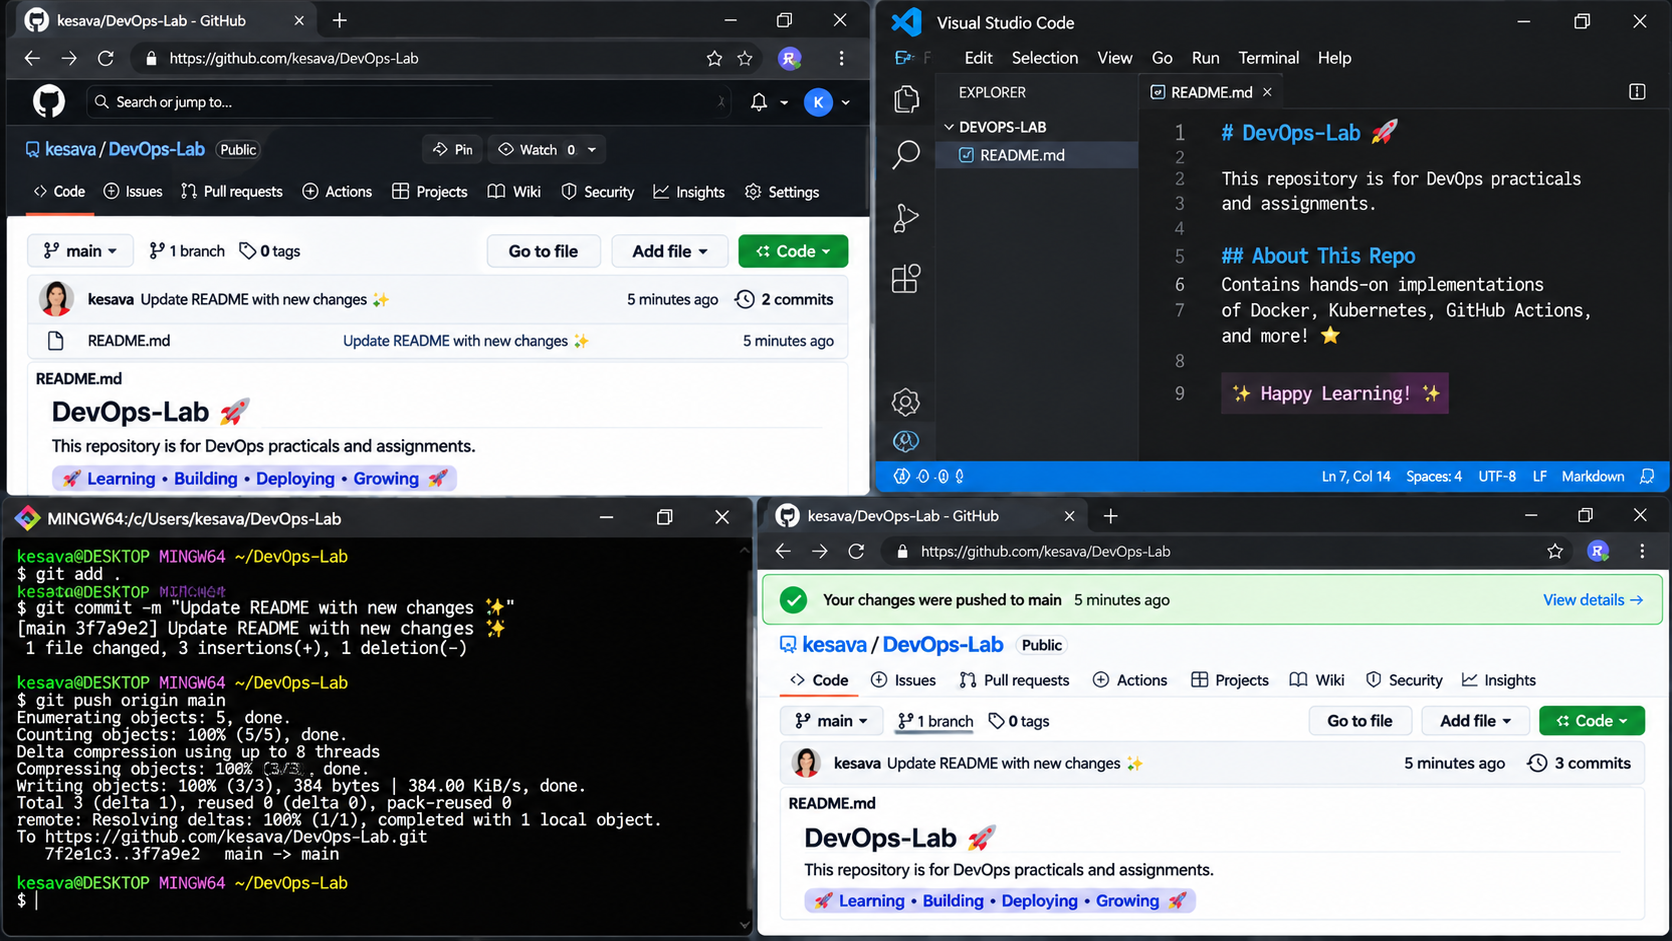 kesava/DevOps-Lab - GitHub
https://github.com/kesava/DevOps-Lab
Search or jump to...
K
kesava / DevOps-Lab Public
Pin
Watch 0
Code Issues Pull requests Actions Projects Wiki Security Insights Settings
main 1 branch 0 tags Go to file Add file Code
kesava Update README with new changes ✨ 5 minutes ago 2 commits
README.md Update README with new changes ✨ 5 minutes ago
README.md
DevOps-Lab 🚀
This repository is for DevOps practicals and assignments.
🚀 Learning • Building • Deploying • Growing 🚀
Visual Studio Code
Edit Selection View Go Run Terminal Help
EXPLORER
DEVOPS-LAB
README.md
README.md
1 # DevOps-Lab 🚀
2
2 This repository is for DevOps practicals
3 and assignments.
4
5 ## About This Repo
6 Contains hands-on implementations
7 of Docker, Kubernetes, GitHub Actions,
and more! ⭐
8
9 ✨ Happy Learning! ✨
Ln 7, Col 14 Spaces: 4 UTF-8 LF Markdown
MINGW64:/c/Users/kesava/DevOps-Lab
kesava@DESKTOP MINGW64 ~/DevOps-Lab
$ git add .
kesava@DESKTOP
$ git commit -m "Update README with new changes ✨"
[main 3f7a9e2] Update README with new changes ✨
1 file changed, 3 insertions(+), 1 deletion(-)
kesava@DESKTOP MINGW64 ~/DevOps-Lab
$ git push origin main
Enumerating objects: 5, done.
Counting objects: 100% (5/5), done.
Delta compression using up to 8 threads
Compressing objects: 100% , done.
Writing objects: 100% (3/3), 384 bytes | 384.00 KiB/s, done.
Total 3 (delta 1), reused 0 (delta 0), pack-reused 0
remote: Resolving deltas: 100% (1/1), completed with 1 local object.
To https://github.com/kesava/DevOps-Lab.git
7f2e1c3..3f7a9e2 main -> main
kesava@DESKTOP MINGW64 ~/DevOps-Lab
$
kesava/DevOps-Lab - GitHub
https://github.com/kesava/DevOps-Lab
Your changes were pushed to main 5 minutes ago View details →
kesava / DevOps-Lab Public
Code Issues Pull requests Actions Projects Wiki Security Insights
main 1 branch 0 tags Go to file Add file Code
kesava Update README with new changes ✨ 5 minutes ago 3 commits
README.md
DevOps-Lab 🚀
This repository is for DevOps practicals and assignments.
🚀 Learning • Building • Deploying • Growing 🚀